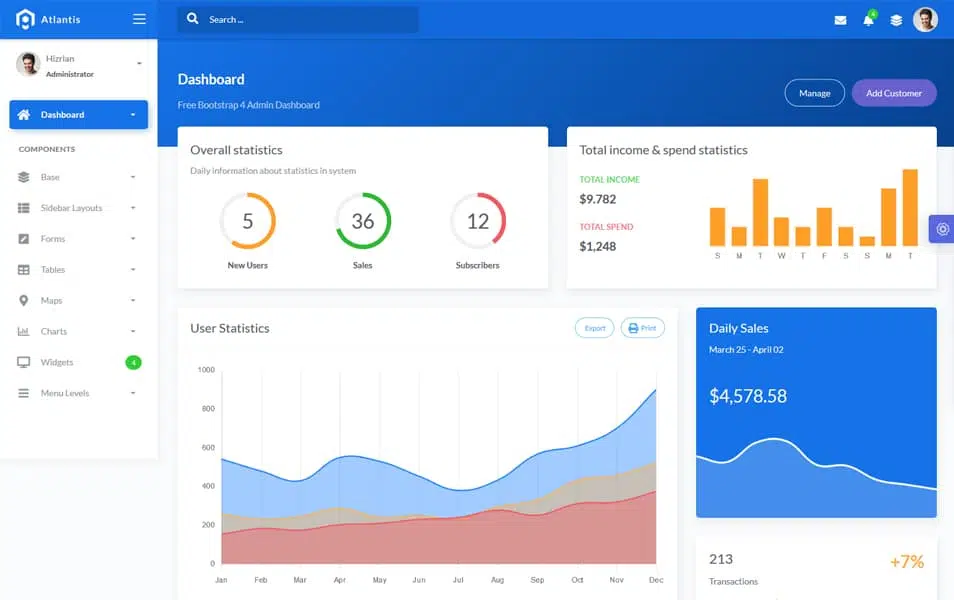 Atlantis
Search ...
4
Hizrian
Administrator
Dashboard
COMPONENTS
Base
Sidebar Layouts
Forms
Tables
Maps
Charts
Widgets
4
Menu Levels
Dashboard
Free Bootstrap 4 Admin Dashboard
Manage
Add Customer
Overall statistics
Daily information about statistics in system
5
36
12
New Users
Sales
Subscribers
Total income & spend statistics
TOTAL INCOME
$9.782
TOTAL SPEND
$1,248
S M T W T F S S M T
User Statistics
Export
Print
1000
800
600
400
200
0
Jan Feb Mar Apr May Jun Jul Aug Sep Oct Nov Dec
Daily Sales
March 25 - April 02
$4,578.58
213
+7%
Transactions